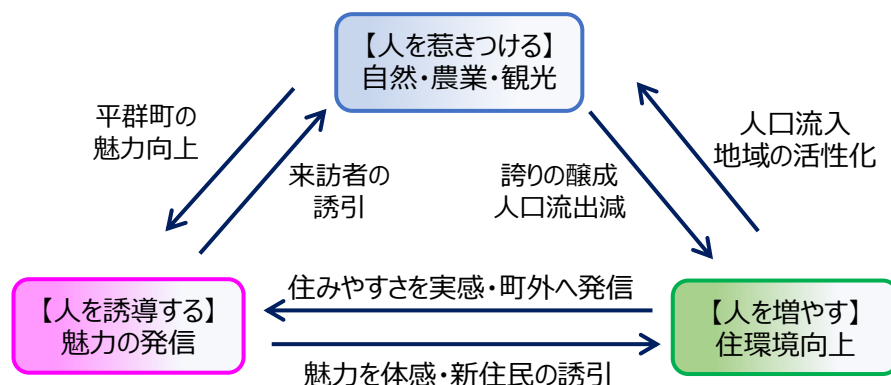 【人を惹きつける】
自然・農業・観光
平群町の
魅力向上
来訪者の
誘引
誇りの醸成
人口流出減
人口流入
地域の活性化
【人を誘導する】
魅力の発信
住みやすさを実感・町外へ発信
魅力を体感・新住民の誘引
【人を増やす】
住環境向上